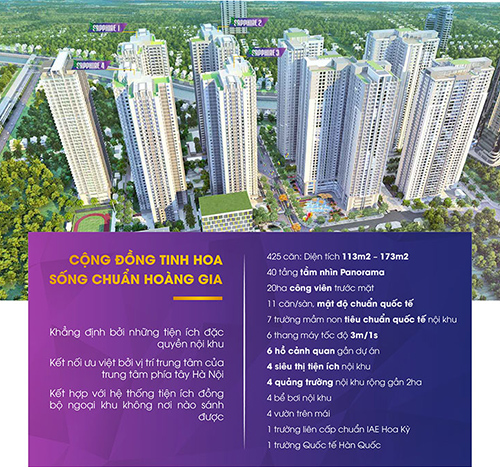 SAPPHIRE 1
SAPPHIRE 2
SAPPHIRE 3
SAPPHIRE 4
CỘNG ĐỒNG TINH HOA
SỐNG CHUẨN HOÀNG GIA
Khẳng định bởi những tiện ích đặc
quyền nội khu
Kết nối ưu việt bởi vị trí trung tâm của
trung tâm phía tây Hà Nội
Kết hợp với hệ thống tiện ích đồng
bộ ngoại khu không nơi nào sánh
được
425 căn: Diện tích 113m2 – 173m2
40 tầng tầm nhìn Panorama
20ha công viên trước mặt
11 căn/sàn, mật độ chuẩn quốc tế
7 trường mầm non tiêu chuẩn quốc tế nội khu
6 thang máy tốc độ 3m/1s
6 hồ cảnh quan gần dự án
4 siêu thị tiện ích nội khu
4 quảng trường nội khu rộng gần 2ha
4 bể bơi nội khu
4 vườn trên mái
1 trường liên cấp chuẩn IAE Hoa Kỳ
1 trường Quốc tế Hàn Quốc